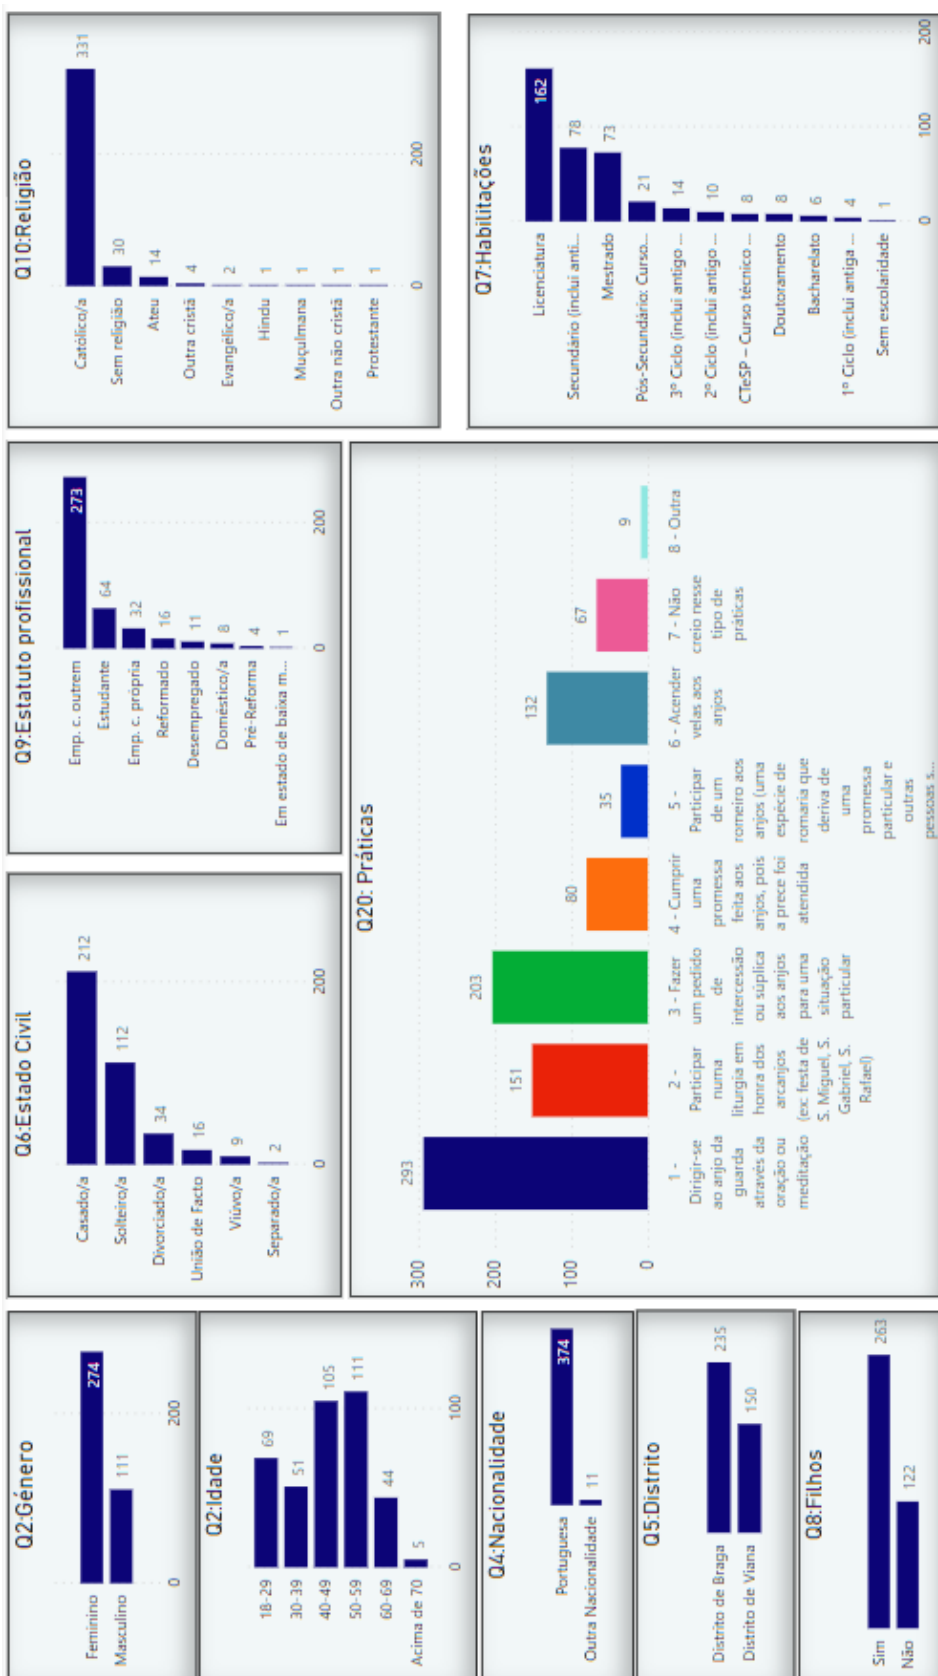 Q2:Género
Feminino 274
Masculino 111
0 200
Q2:Idade
18-29 69
30-39 51
40-49 105
50-59 111
60-69 44
Acima de 70 5
0 100
Q4:Nacionalidade
Portuguesa 374
Outra Nacionalidade 11
Q5:Distrito
Distrito de Braga 235
Distrito de Viana 150
Q8:Filhos
Sim 263
Não 122
Q6:Estado Civil
Casado/a 212
Solteiro/a 112
Divorciado/a 34
União de Facto 16
Viúvo/a 9
Separado/a 2
0 200
Q9:Estatuto profissional
Emp. c. outrem 273
Estudante 64
Emp. c. própria 32
Reformado 16
Desempregado 11
Doméstico/a 8
Pré-Reforma 4
Em estado de baixa m... 1
0 200
Q20: Práticas
300
200
100
0
293
151
203
80
35
132
67
9
1 -
Dirigir-se
ao anjo da
guarda
através da
oração ou
meditação
2 -
Participar
numa
liturgia em
honra dos
arcanjos
(ex: festa de
S. Miguel, S.
Gabriel, S.
Rafael)
3 - Fazer
um pedido
de
intercessão
ou súplica
aos anjos
para uma
situação
particular
4 - Cumprir
uma
promessa
feita aos
anjos, pois
a prece foi
atendida
5 -
Participar
de um
romeiro aos
anjos (uma
espécie de
romaria que
deriva de
uma
promessa
particular e
outras
pessoas s...
6 - Acender
velas aos
anjos
7 - Não
creio nesse
tipo de
práticas
8 - Outra
Q10:Religião
Católico/a 331
Sem religião 30
Ateu 14
Outra cristã 4
Evangélico/a 2
Hindu 1
Muçulmana 1
Outra não cristã 1
Protestante 1
0 200
Q7:Habilitações
Licenciatura 162
Secundário (inclui anti... 78
Mestrado 73
Pós-Secundário: Curso... 21
3º Ciclo (inclui antigo ... 14
2º Ciclo (inclui antigo ... 10
CTeSP – Curso técnico ... 8
Doutoramento 8
Bacharelato 6
1º Ciclo (inclui antiga ... 4
Sem escolaridade 1
0 100 200